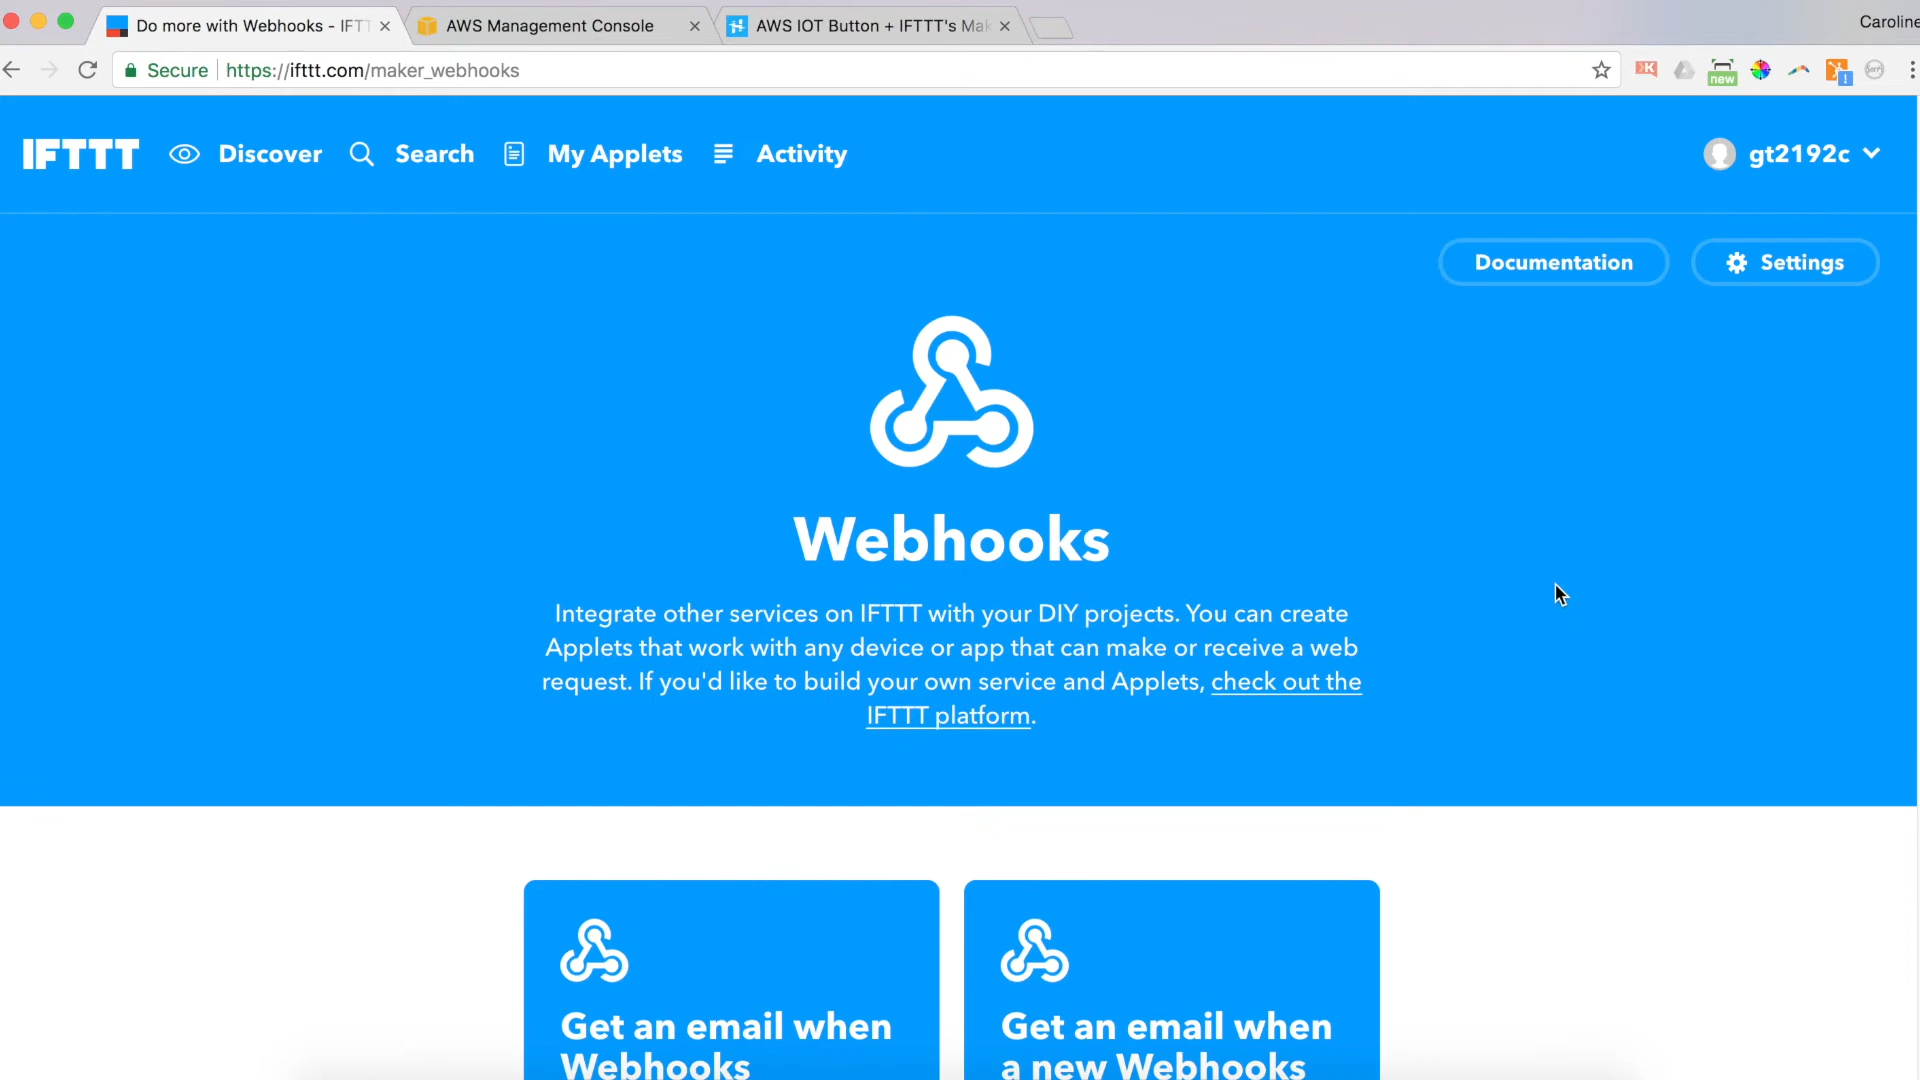 Do more with Webhooks - IFTT
AWS Management Console
AWS IOT Button + IFTTT's Mak
Caroline
Secure
https://ifttt.com/maker_webhooks
new
IFTTT
Discover
Search
My Applets
Activity
gt2192c
Documentation
Settings
Webhooks
Integrate other services on IFTTT with your DIY projects. You can create
Applets that work with any device or app that can make or receive a web
request. If you'd like to build your own service and Applets, check out the
IFTTT platform.
Get an email when
Webhooks
Get an email when
a new Webhooks